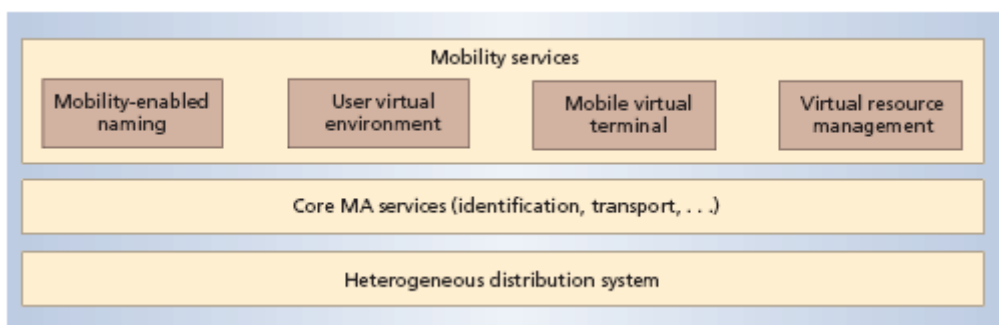 Mobility services
Mobility-enabled
naming
User virtual
environment
Mobile virtual
terminal
Virtual resource
management
Core MA services (identification, transport, . . .)
Heterogeneous distribution system